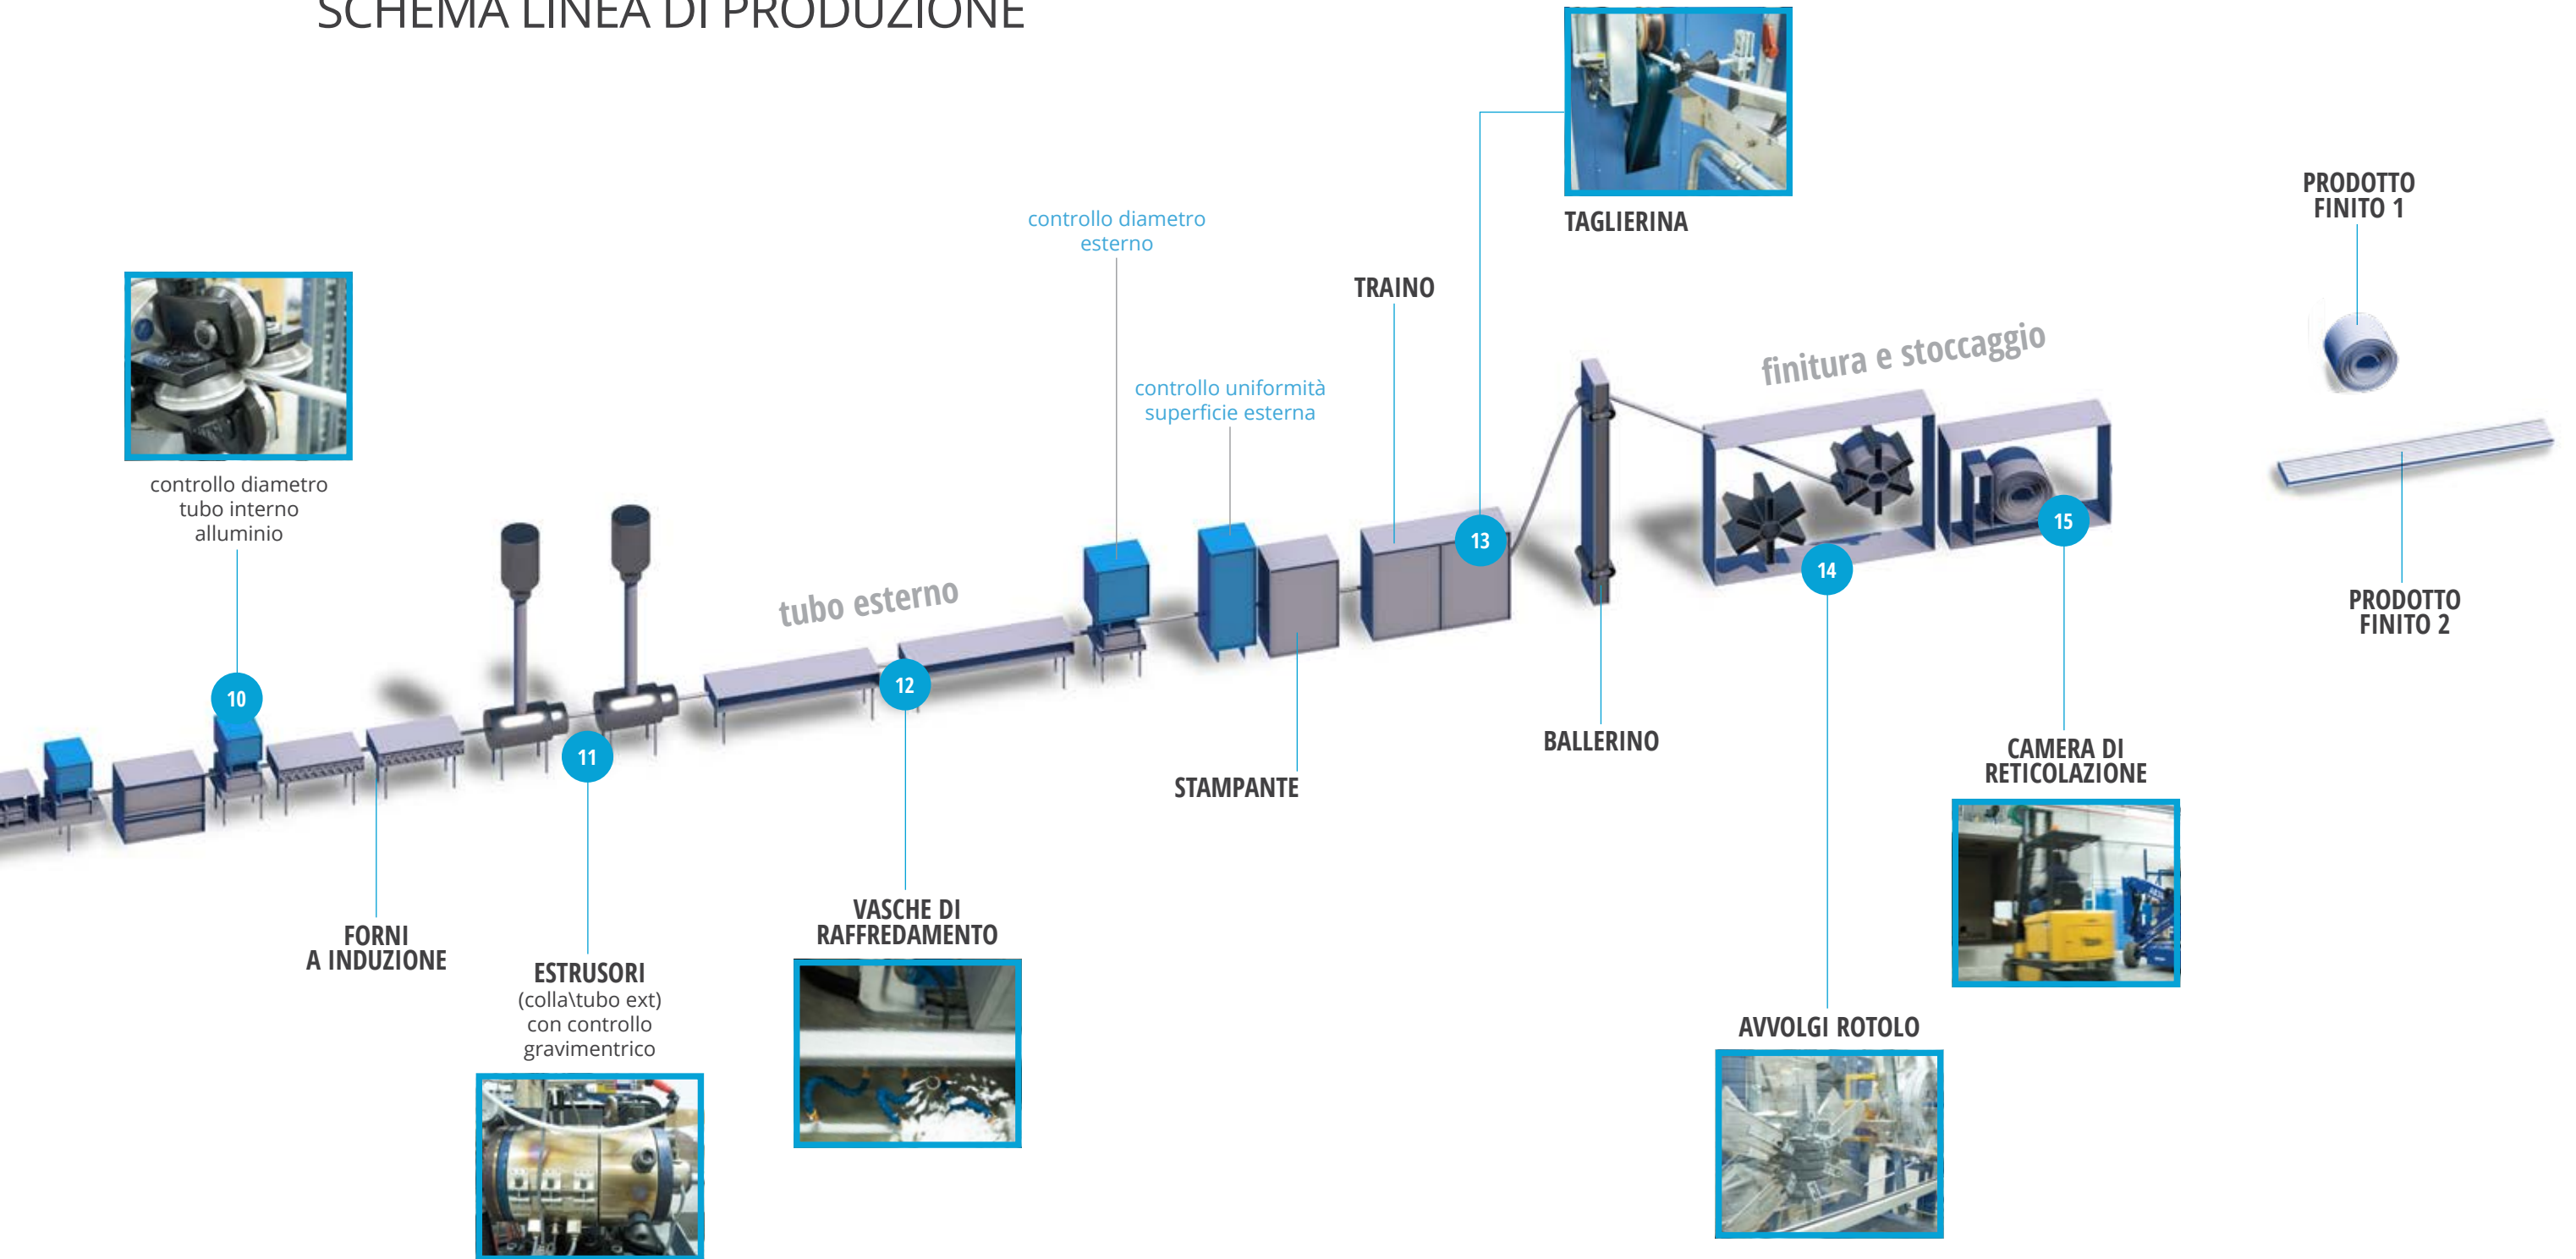 SCHEMA LINEA DI PRODUZIONE
controllo diametro
tubo interno
alluminio
10
FORNI
A INDUZIONE
11
ESTRUSORI
(colla\tubo ext)
con controllo
gravimentrico
tubo esterno
12
VASCHE DI
RAFFREDAMENTO
controllo diametro
esterno
controllo uniformità
superficie esterna
STAMPANTE
TRAINO
13
TAGLIERINA
BALLERINO
finitura e stoccaggio
14
AVVOLGI ROTOLO
15
CAMERA DI
RETICOLAZIONE
PRODOTTO
FINITO 1
PRODOTTO
FINITO 2